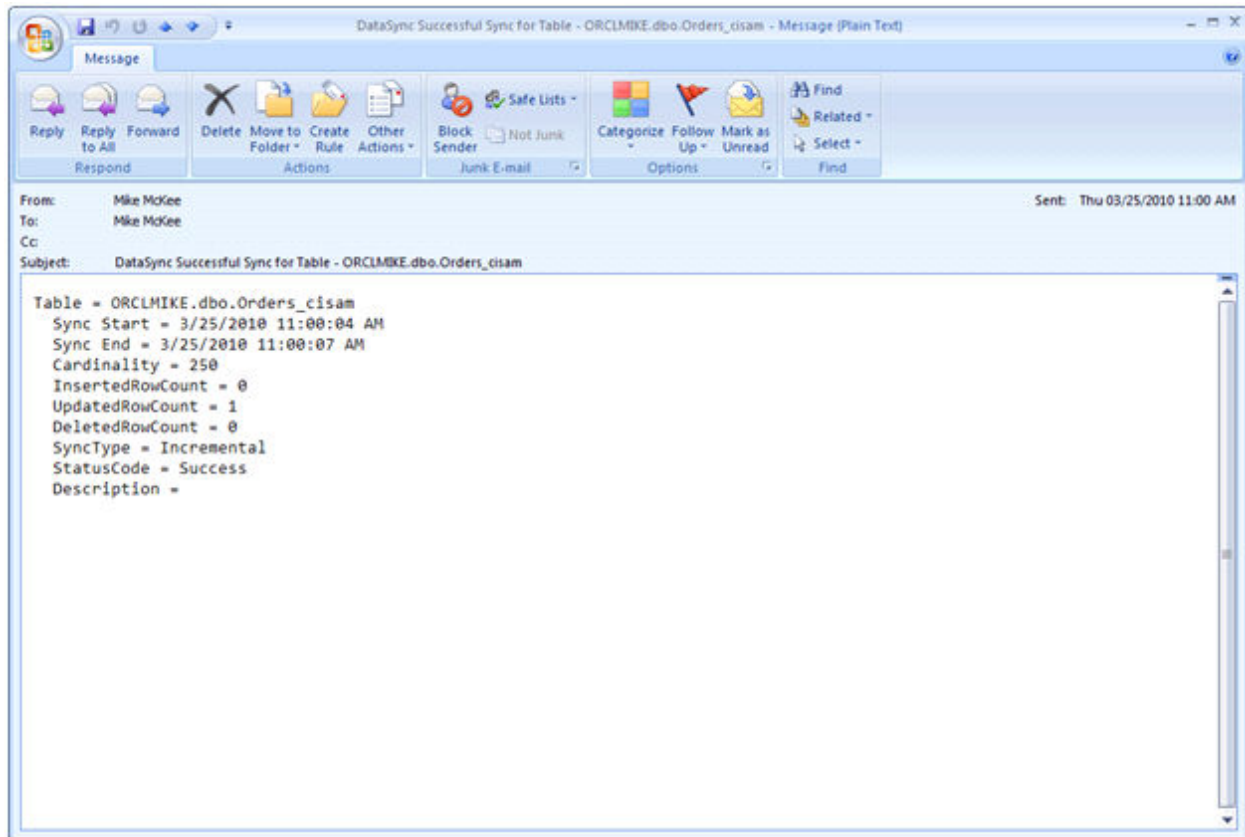 DataSync Successful Sync for Table - ORCLMIKE.dbo.Orders_cisam - Message (Plain Text)
Message
Reply
Reply to All
Forward
Delete
Move to Folder
Create Rule
Other Actions
Block Sender
Safe Lists
Not Junk
Categorize
Follow Up
Mark as Unread
Find
Related
Select
Respond
Actions
Junk E-mail
Options
Find
From: Mike McKee
Sent: Thu 03/25/2010 11:00 AM
To: Mike McKee
Cc:
Subject: DataSync Successful Sync for Table - ORCLMIKE.dbo.Orders_cisam
Table = ORCLMIKE.dbo.Orders_cisam
Sync Start = 3/25/2010 11:00:04 AM
Sync End = 3/25/2010 11:00:07 AM
Cardinality = 250
InsertedRowCount = 0
UpdatedRowCount = 1
DeletedRowCount = 0
SyncType = Incremental
StatusCode = Success
Description =